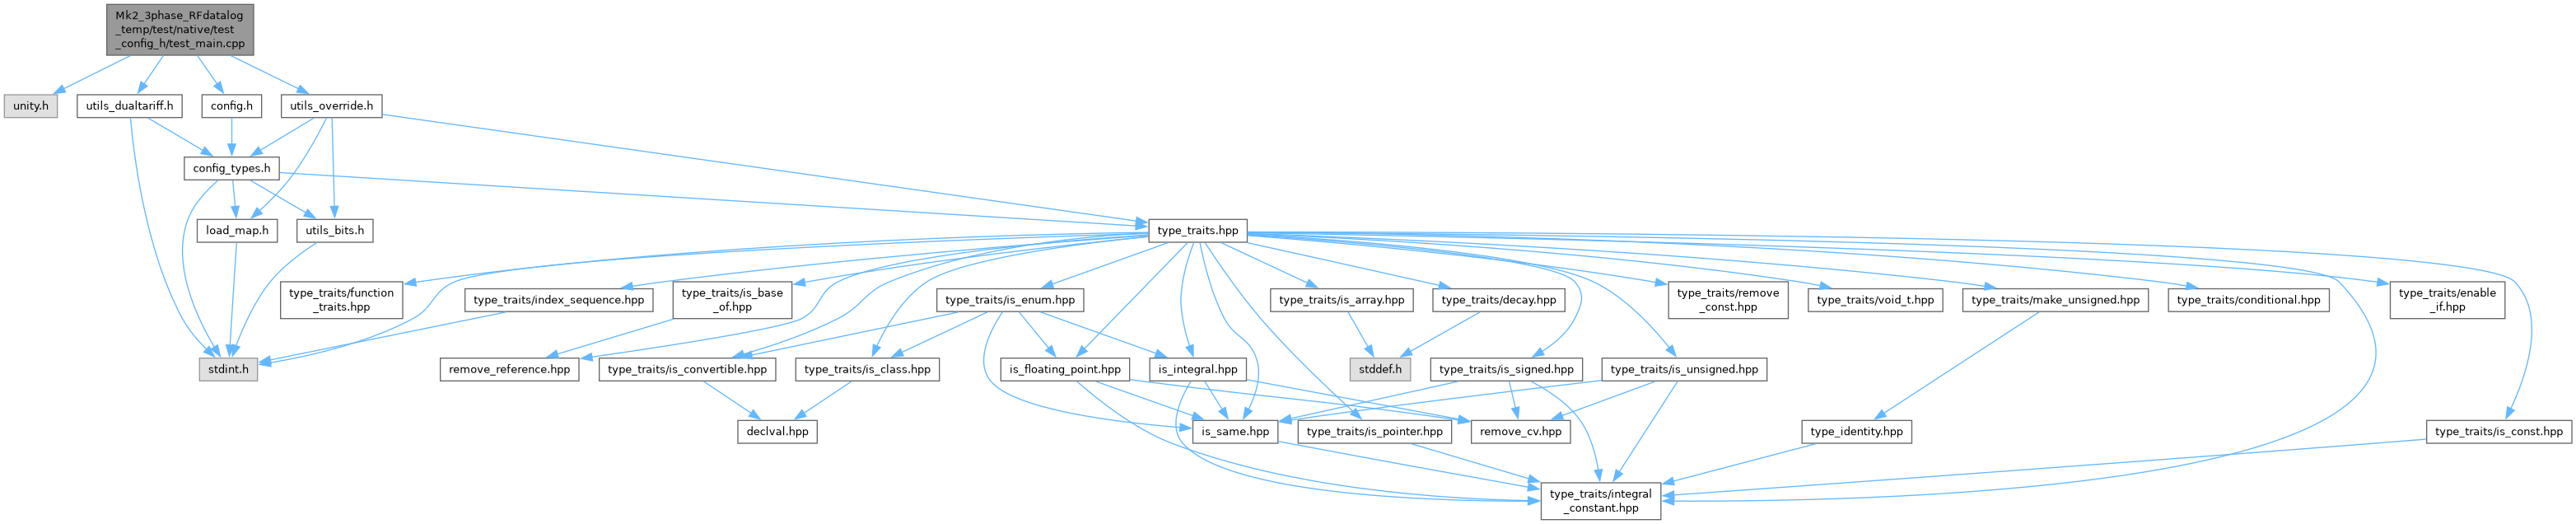 Mk2_3phase_RFdatalog
_temp/test/native/test
_config_h/test_main.cpp
unity.h
utils_dualtariff.h
config.h
utils_override.h
config_types.h
load_map.h
utils_bits.h
type_traits.hpp
type_traits/function
_traits.hpp
type_traits/index_sequence.hpp
type_traits/is_base
_of.hpp
type_traits/is_enum.hpp
type_traits/is_array.hpp
type_traits/decay.hpp
type_traits/remove
_const.hpp
type_traits/void_t.hpp
type_traits/make_unsigned.hpp
type_traits/conditional.hpp
type_traits/enable
_if.hpp
stdint.h
remove_reference.hpp
type_traits/is_convertible.hpp
type_traits/is_class.hpp
is_floating_point.hpp
is_integral.hpp
stddef.h
type_traits/is_signed.hpp
type_traits/is_unsigned.hpp
declval.hpp
is_same.hpp
type_traits/is_pointer.hpp
remove_cv.hpp
type_identity.hpp
type_traits/is_const.hpp
type_traits/integral
_constant.hpp